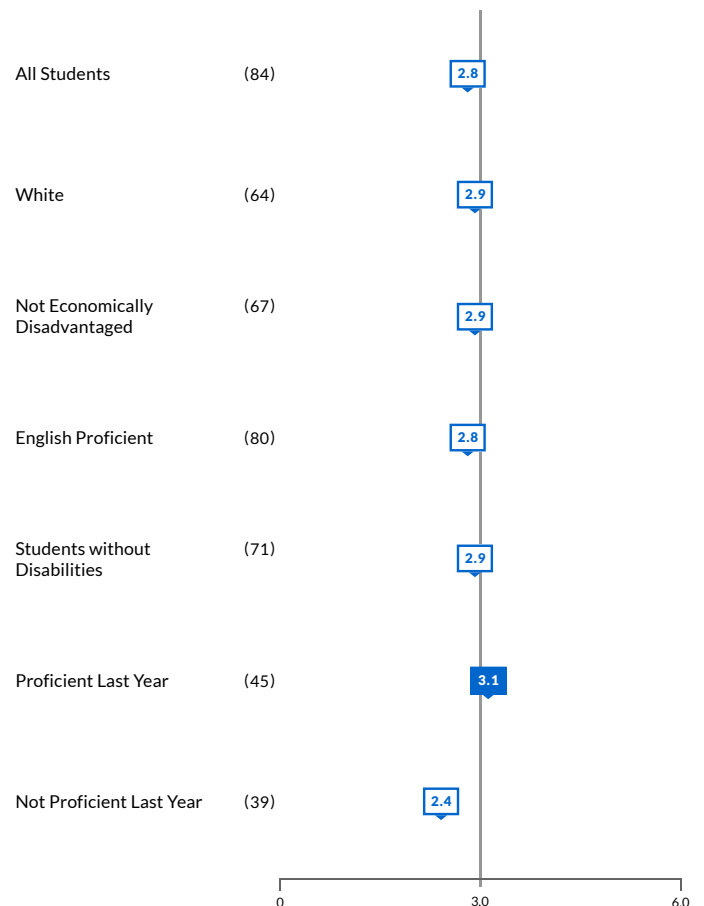 All Students (84) 2.8
White (64) 2.9
Not Economically (67)
Disadvantaged 2.9
English Proficient (80) 2.8
Students without (71)
Disabilities 2.9
Proficient Last Year (45) 3.1
Not Proficient Last Year (39) 2.4
0 3.0 6.0